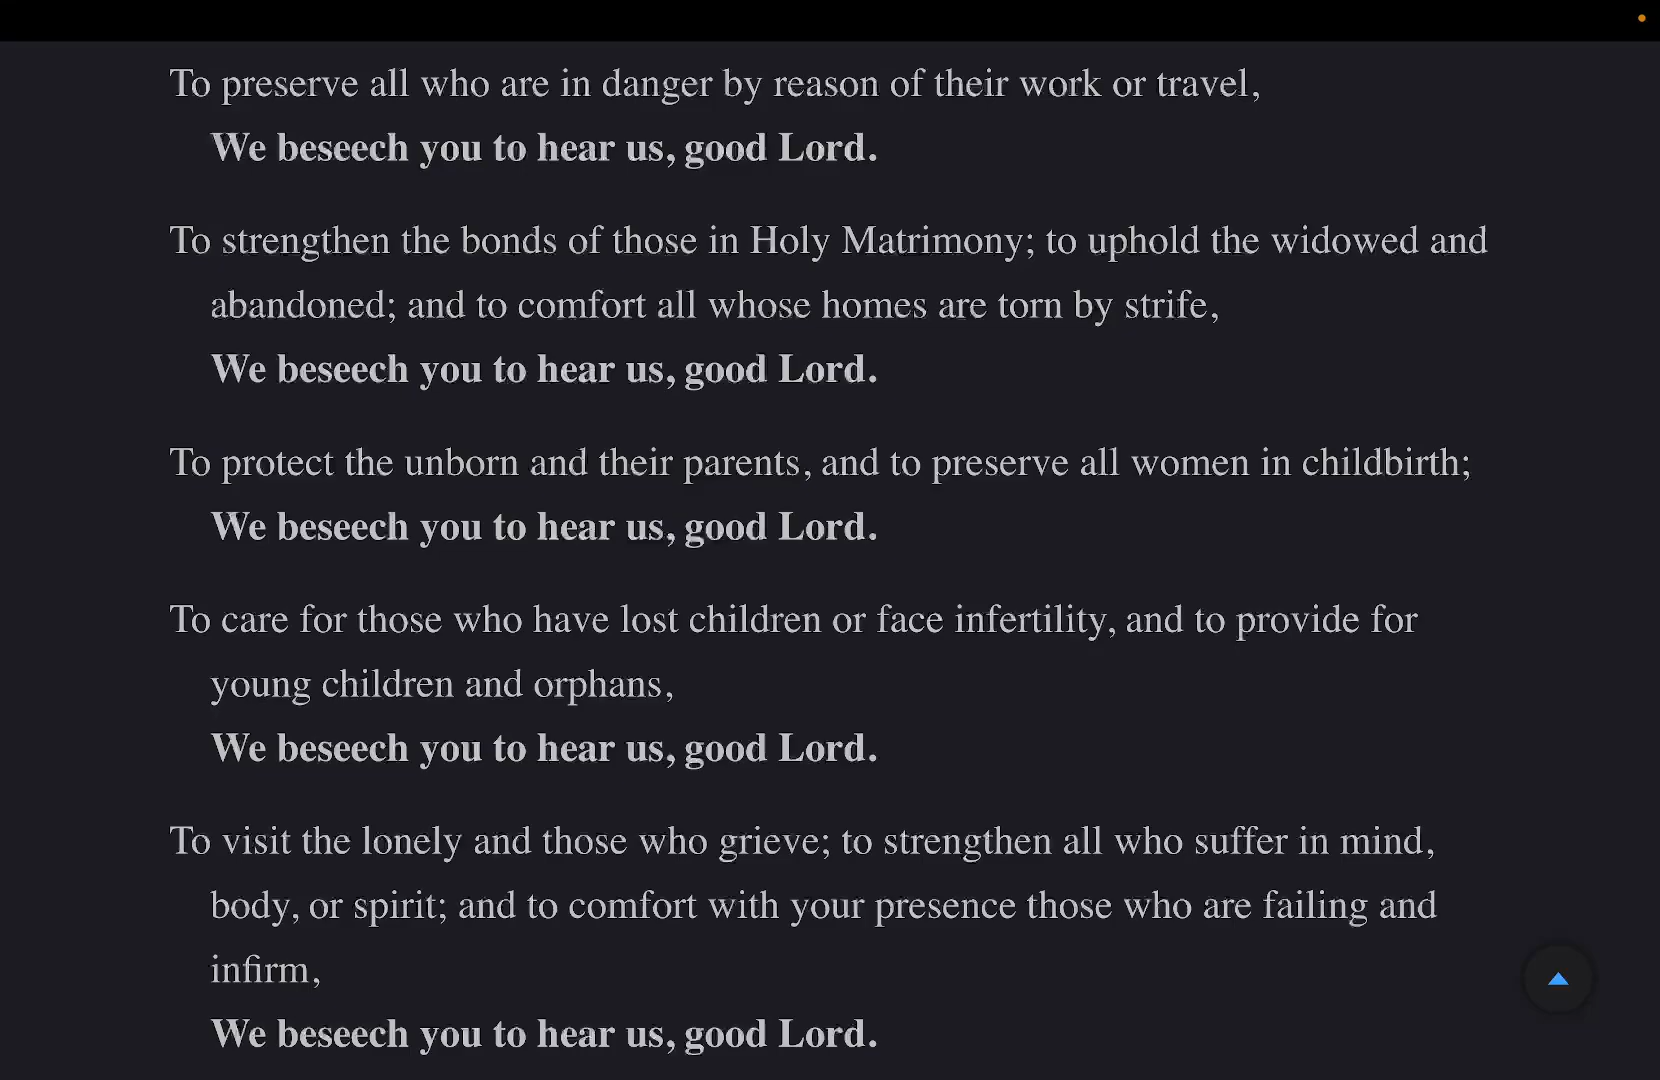 To preserve all who are in danger by reason of their work or travel,
We beseech you to hear us, good Lord.
To strengthen the bonds of those in Holy Matrimony; to uphold the widowed and
abandoned; and to comfort all whose homes are torn by strife,
We beseech you to hear us, good Lord.
To protect the unborn and their parents, and to preserve all women in childbirth;
We beseech you to hear us, good Lord.
To care for those who have lost children or face infertility, and to provide for
young children and orphans,
We beseech you to hear us, good Lord.
To visit the lonely and those who grieve; to strengthen all who suffer in mind,
body, or spirit; and to comfort with your presence those who are failing and
infirm,
We beseech you to hear us, good Lord.